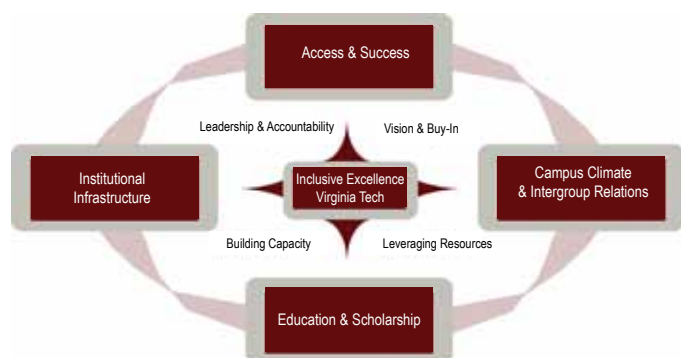 Access & Success
Leadership & Accountability
Vision & Buy-In
Institutional
Infrastructure
Inclusive Excellence
Virginia Tech
Campus Climate
& Intergroup Relations
Building Capacity
Leveraging Resources
Education & Scholarship